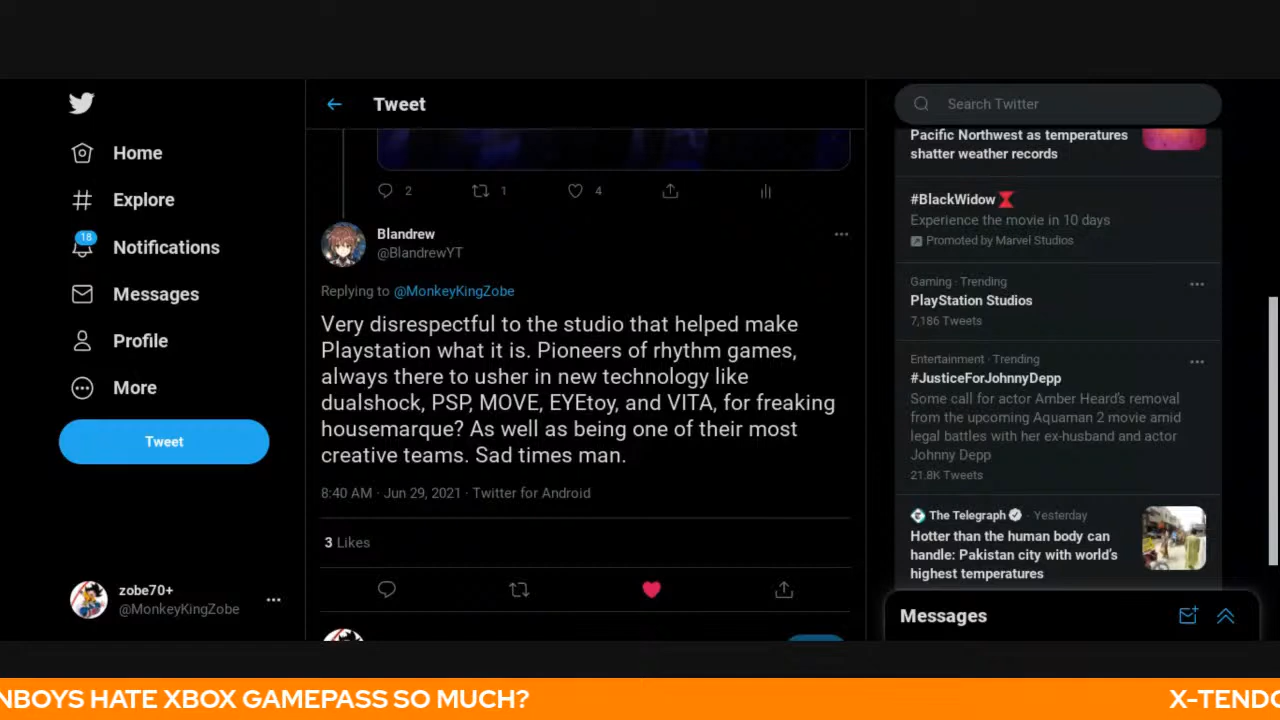 Home
Explore
18
Notifications
Messages
Profile
More
Tweet
zobe70+
@MonkeyKingZobe
Tweet
2 1 4
Blandrew
@BlandrewYT
Replying to @MonkeyKingZobe
Very disrespectful to the studio that helped make
Playstation what it is. Pioneers of rhythm games,
always there to usher in new technology like
dualshock, PSP, MOVE, EYEtoy, and VITA, for freaking
housemarque? As well as being one of their most
creative teams. Sad times man.
8:40 AM · Jun 29, 2021 · Twitter for Android
3 Likes
Search Twitter
Pacific Northwest as temperatures
shatter weather records
#BlackWidow
Experience the movie in 10 days
Promoted by Marvel Studios
Gaming · Trending
PlayStation Studios
7,186 Tweets
Entertainment · Trending
#JusticeForJohnnyDepp
Some call for actor Amber Heard's removal
from the upcoming Aquaman 2 movie amid
legal battles with her ex-husband and actor
Johnny Depp
21.8K Tweets
The Telegraph · Yesterday
Hotter than the human body can
handle: Pakistan city with world's
highest temperatures
Messages
NBOYS HATE XBOX GAMEPASS SO MUCH? X-TENDO